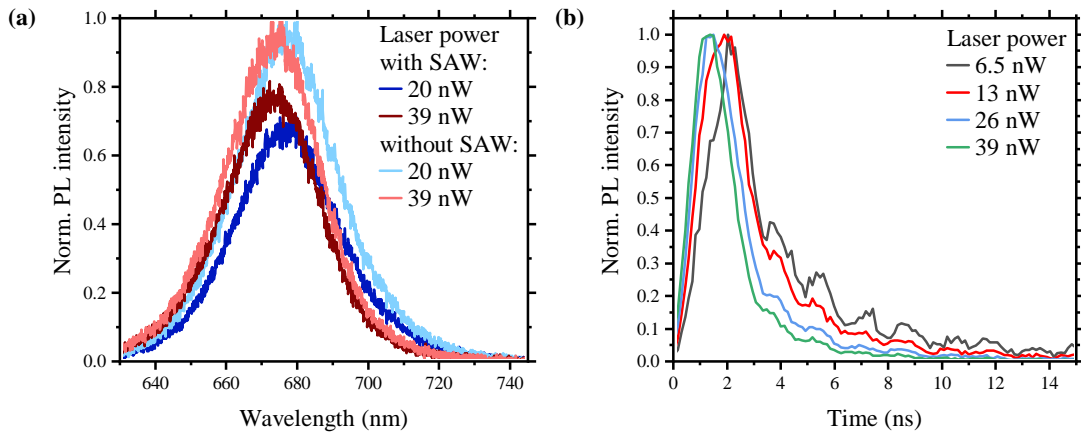 (a)
Norm. PL intensity
1.0
0.8
0.6
0.4
0.2
0.0
Laser power
with SAW:
20 nW
39 nW
without SAW:
20 nW
39 nW
640
660
680
700
720
740
Wavelength (nm)
(b)
Norm. PL intensity
1.0
0.9
0.8
0.7
0.6
0.5
0.4
0.3
0.2
0.1
0.0
Laser power
6.5 nW
13 nW
26 nW
39 nW
0
2
4
6
8
10
12
14
Time (ns)